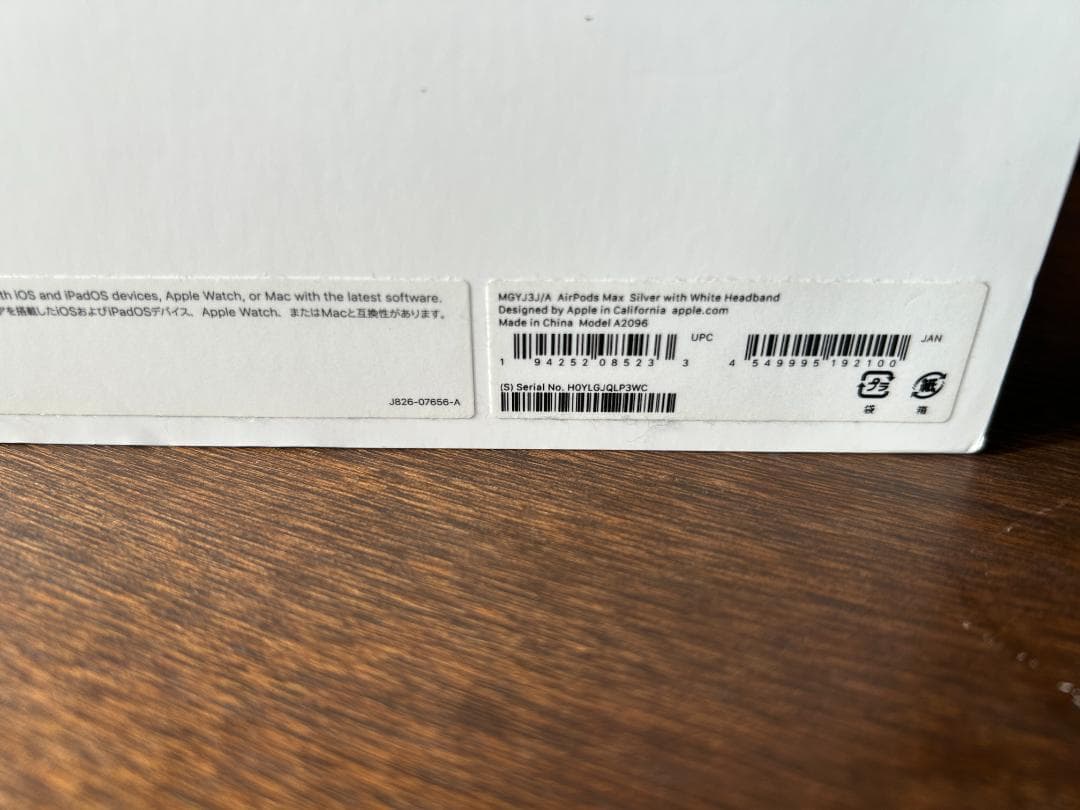 th iOS and iPadOS devices, Apple Watch, or Mac with the latest software.
アを搭載したiOSおよびiPadOSデバイス、Apple Watch、またはMacと互換性があります。
J826-07656-A
MGYJ3J/A AirPods Max Silver with White Headband
Designed by Apple in California apple.com
Made in China Model A2096
UPC
1 94252 08523 3
JAN
4 549995 192100
(S) Serial No. H0YLGJQLP3WC
プラ
紙
袋
箱